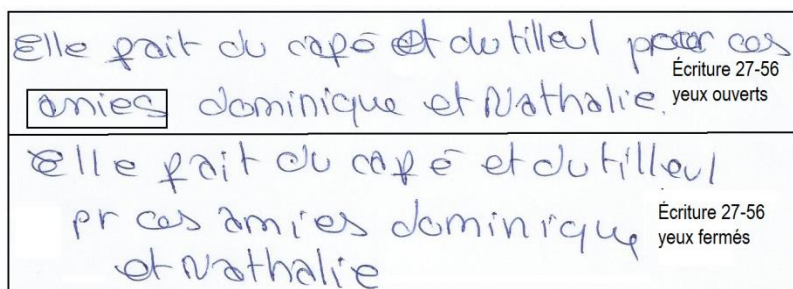 Elle fait du café et du tilleul pour ces
Écriture 27-56
yeux ouverts
amies dominique et Nathalie.
Elle fait du café et du tilleul
pr ces amies dominique
Écriture 27-56
yeux fermés
et Nathalie